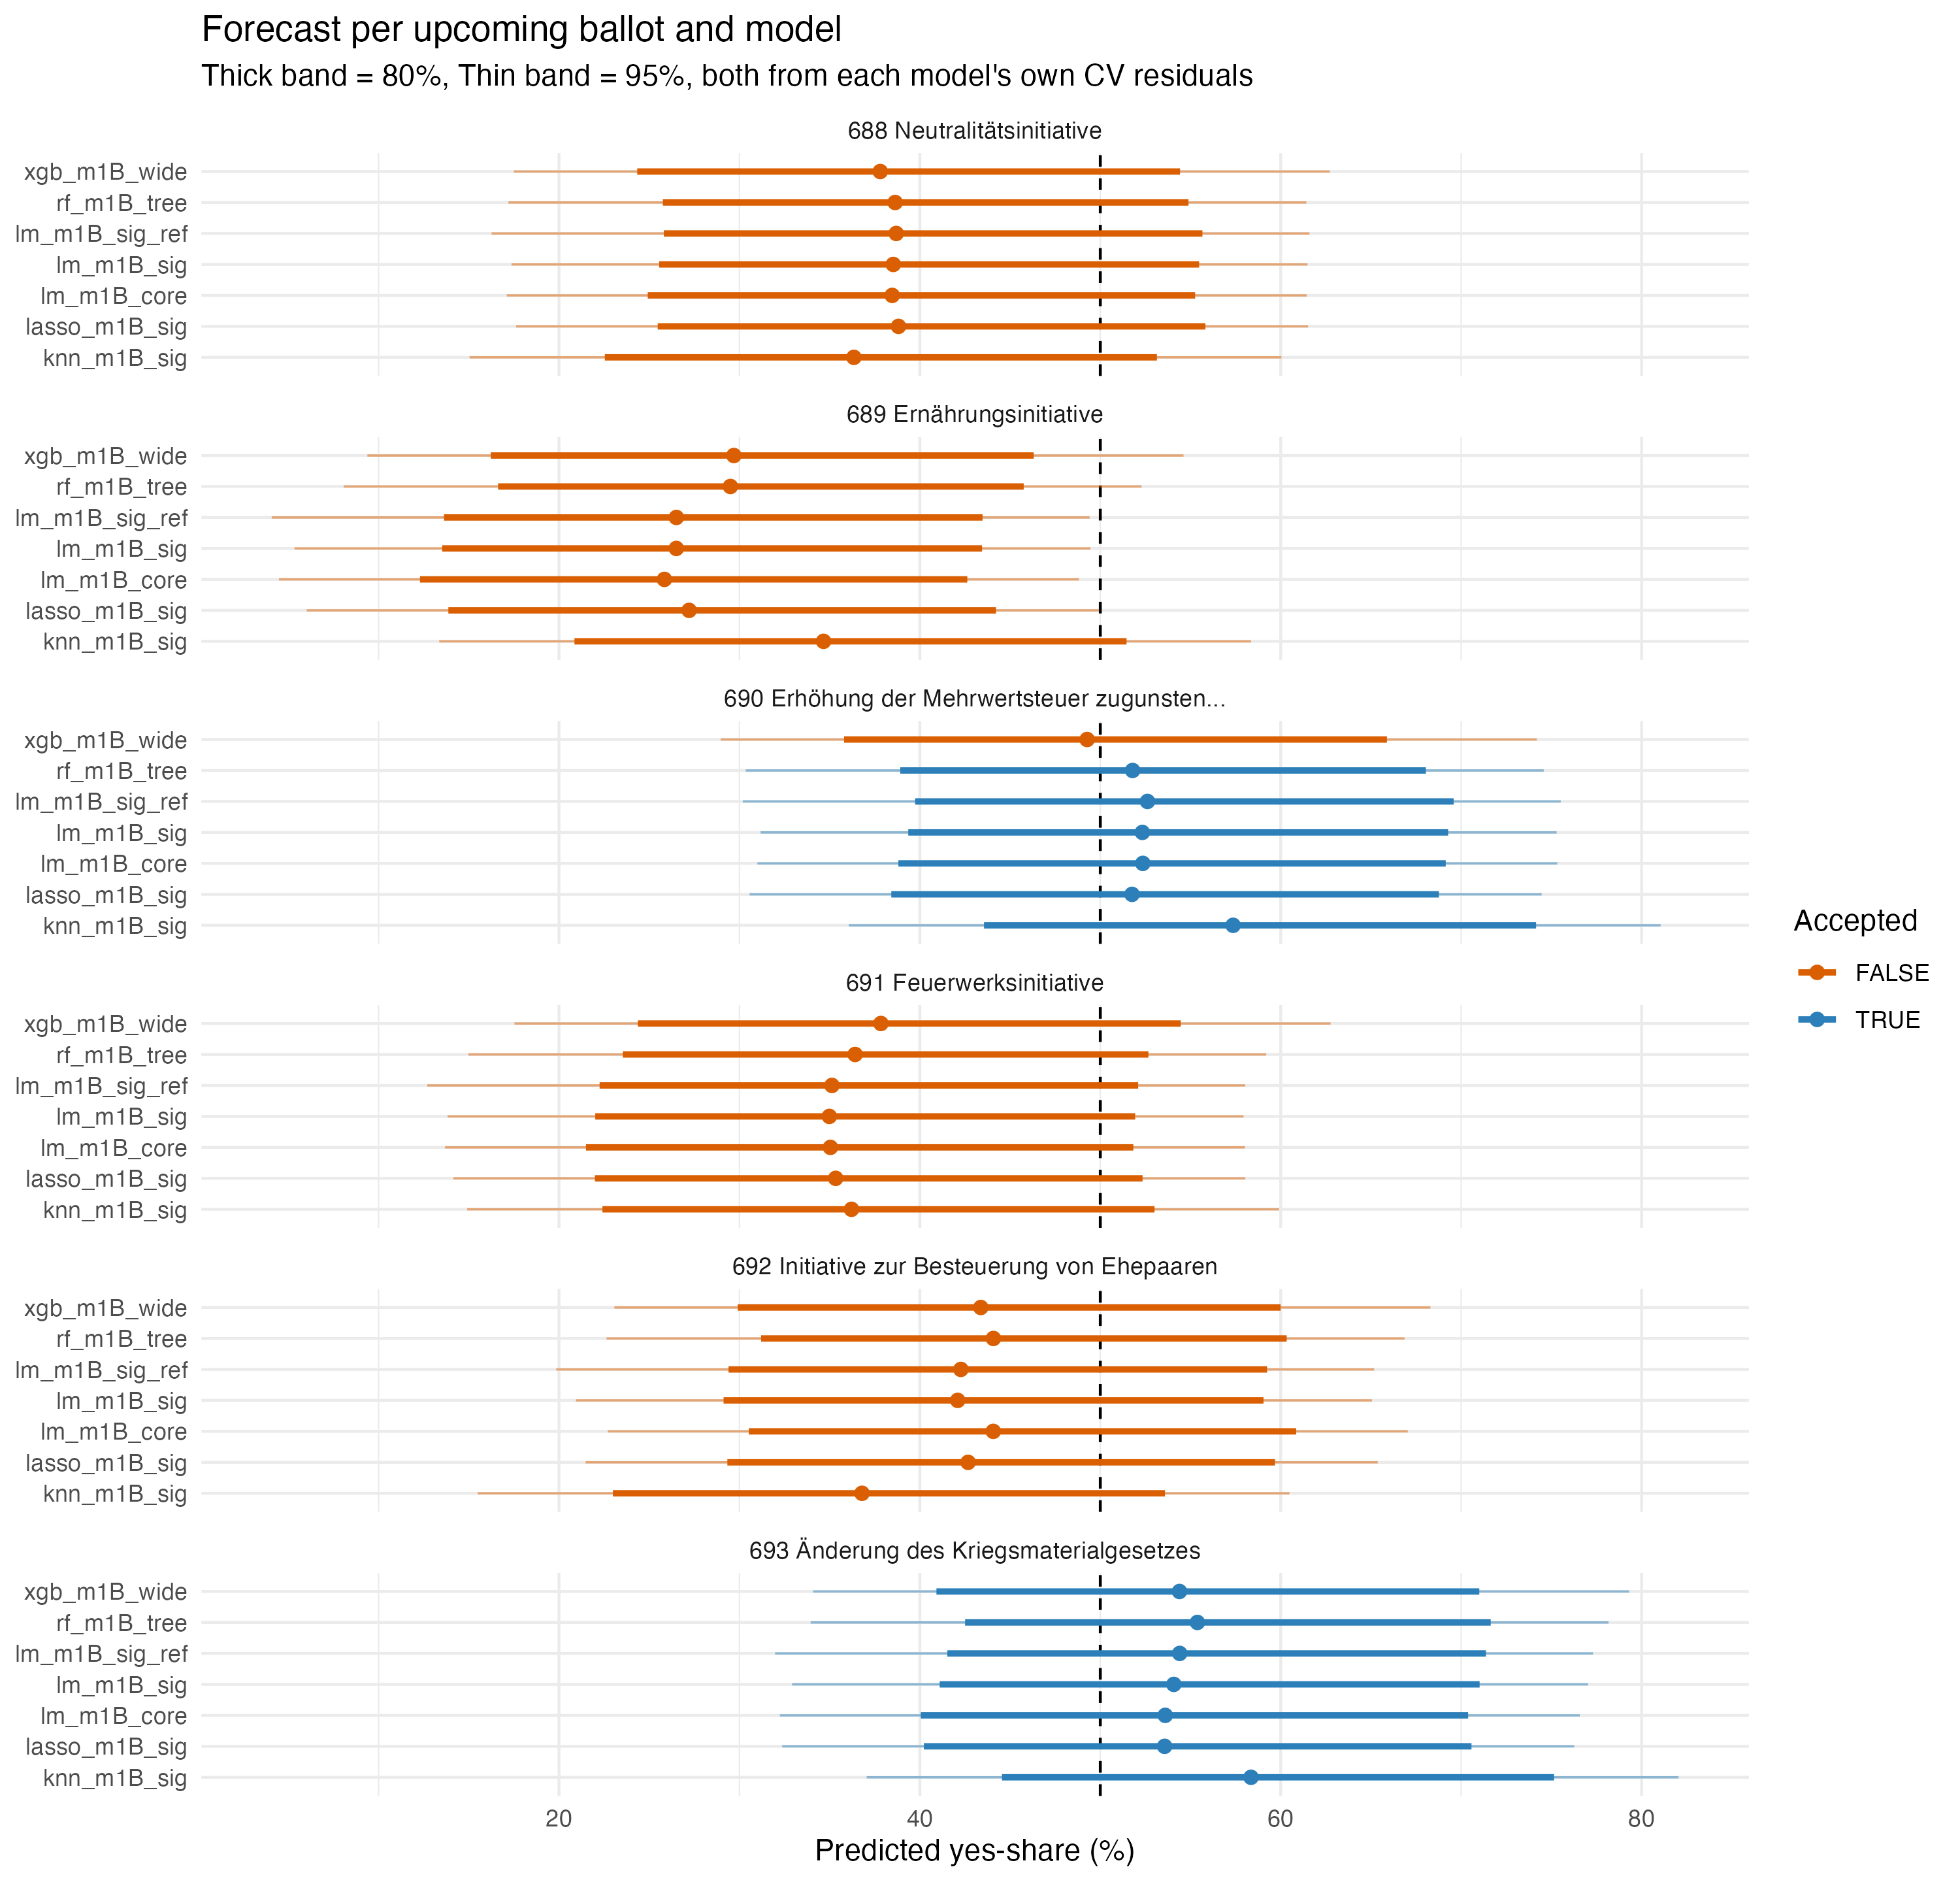 Forecast per upcoming ballot and model
Thick band = 80%, Thin band = 95%, both from each model's own CV residuals
688 Neutralitätsinitiative
xgb_m1B_wide
rf_m1B_tree
lm_m1B_sig_ref
lm_m1B_sig
lm_m1B_core
lasso_m1B_sig
knn_m1B_sig
689 Ernährungsinitiative
xgb_m1B_wide
rf_m1B_tree
lm_m1B_sig_ref
lm_m1B_sig
lm_m1B_core
lasso_m1B_sig
knn_m1B_sig
690 Erhöhung der Mehrwertsteuer zugunsten...
xgb_m1B_wide
rf_m1B_tree
lm_m1B_sig_ref
lm_m1B_sig
lm_m1B_core
lasso_m1B_sig
knn_m1B_sig
691 Feuerwerksinitiative
xgb_m1B_wide
rf_m1B_tree
lm_m1B_sig_ref
lm_m1B_sig
lm_m1B_core
lasso_m1B_sig
knn_m1B_sig
692 Initiative zur Besteuerung von Ehepaaren
xgb_m1B_wide
rf_m1B_tree
lm_m1B_sig_ref
lm_m1B_sig
lm_m1B_core
lasso_m1B_sig
knn_m1B_sig
693 Änderung des Kriegsmaterialgesetzes
xgb_m1B_wide
rf_m1B_tree
lm_m1B_sig_ref
lm_m1B_sig
lm_m1B_core
lasso_m1B_sig
knn_m1B_sig
20 40 60 80
Predicted yes-share (%)
Accepted
FALSE
TRUE